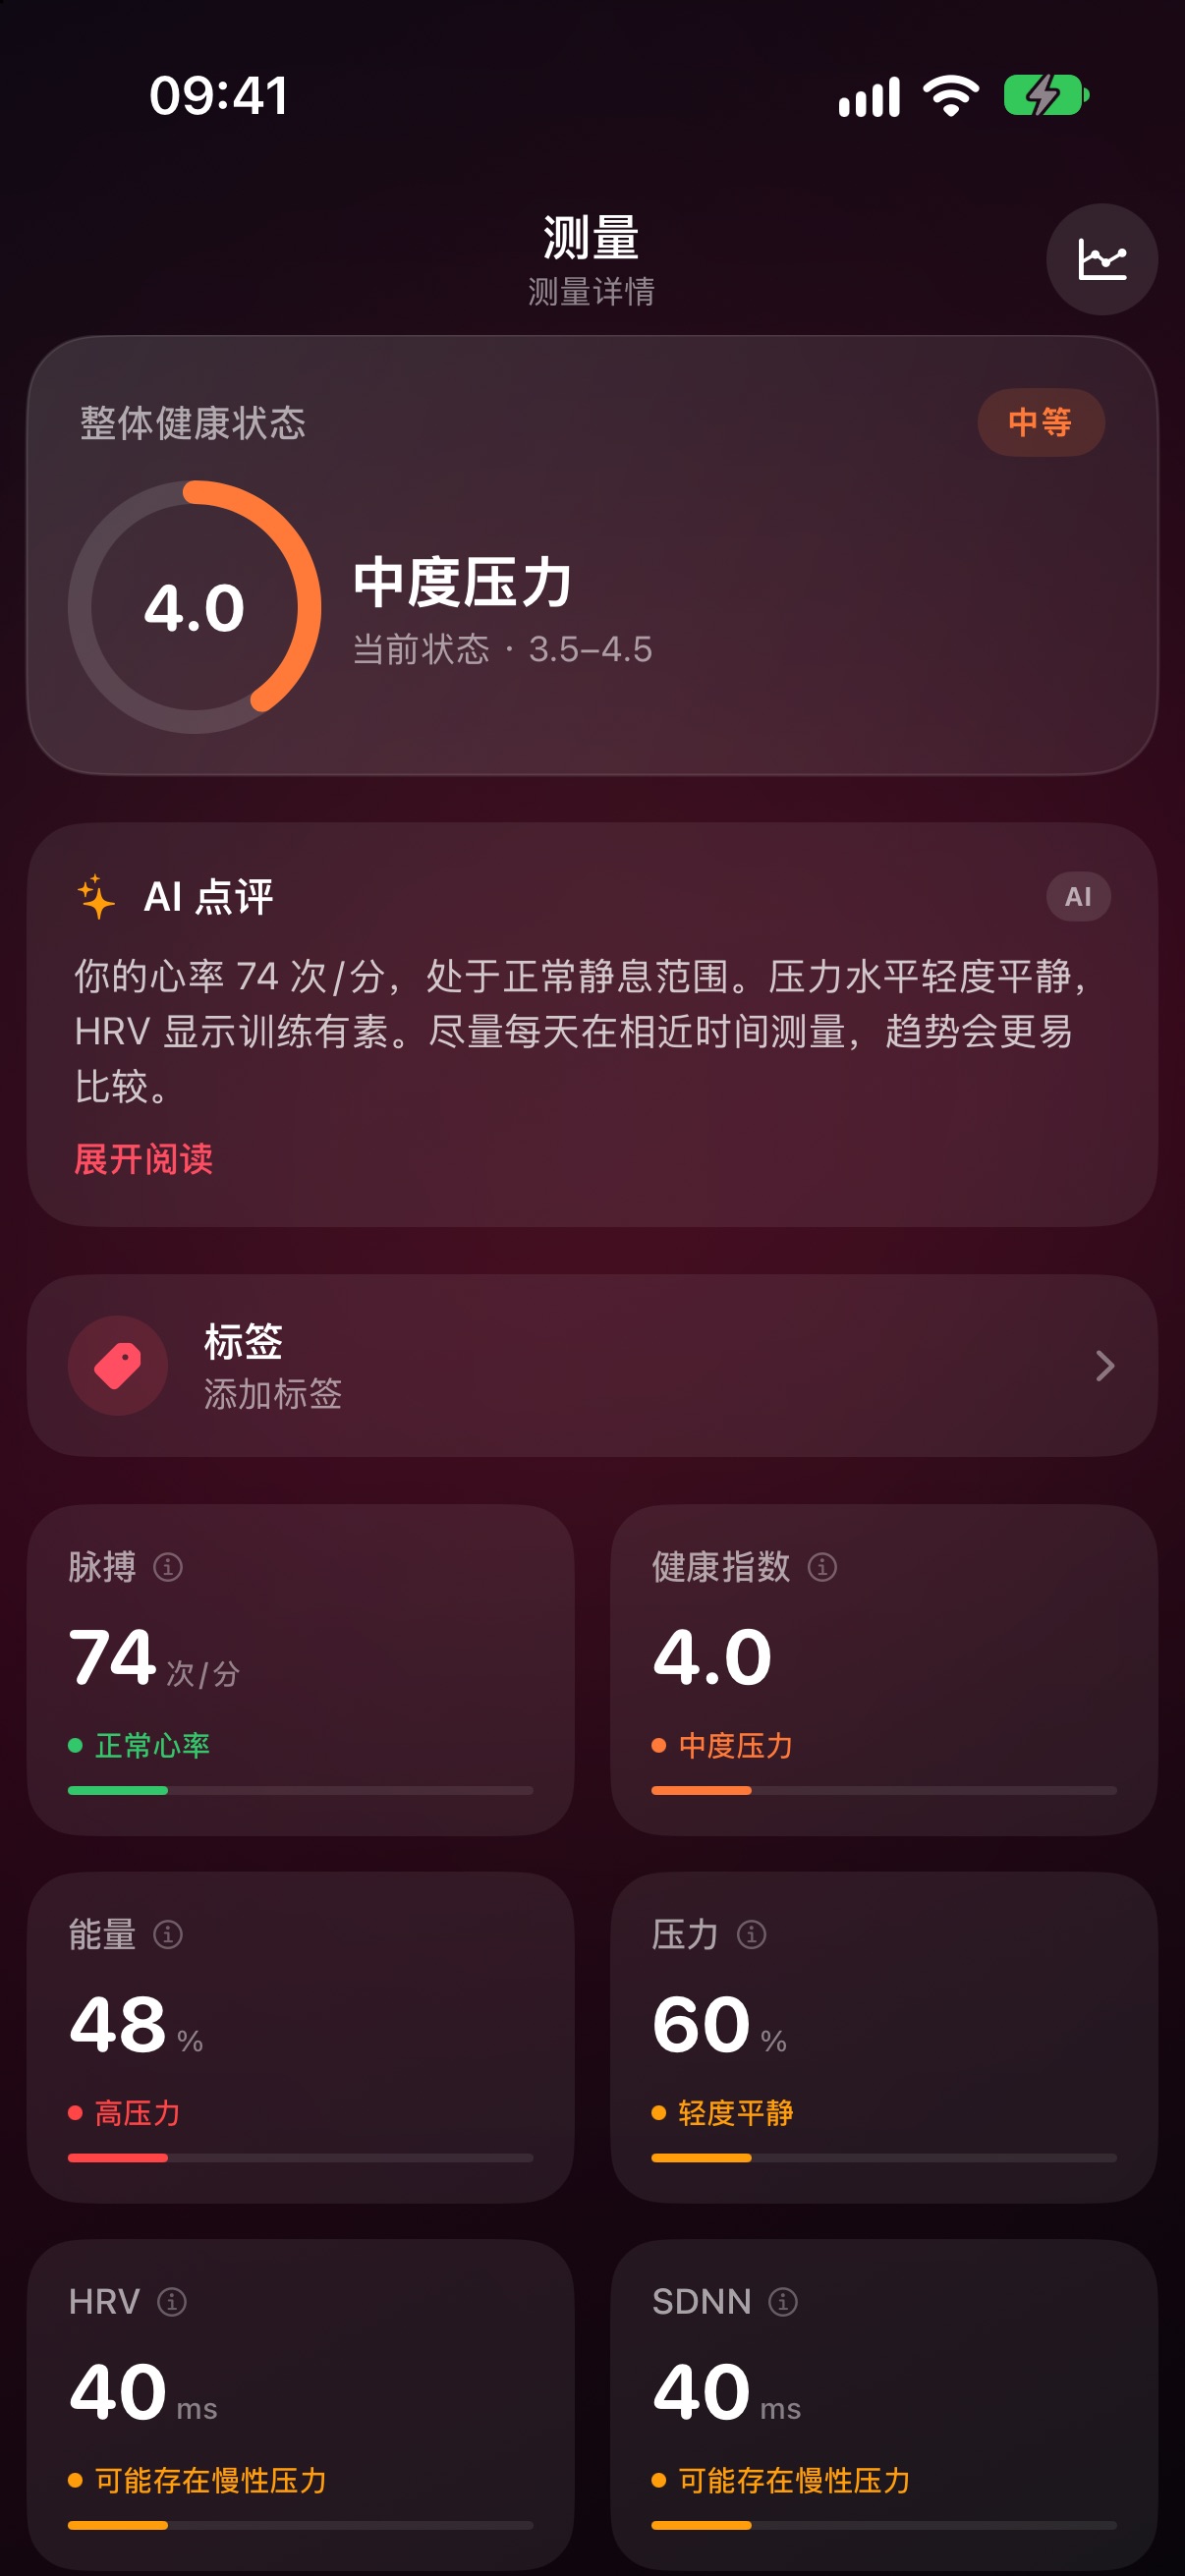 09:41
测量
测量详情
整体健康状态
中等
4.0
中度压力
当前状态 · 3.5–4.5
AI 点评
AI
你的心率 74 次/分，处于正常静息范围。压力水平轻度平静，
HRV 显示训练有素。尽量每天在相近时间测量，趋势会更易
比较。
展开阅读
标签
添加标签
脉搏
74 次/分
正常心率
健康指数
4.0
中度压力
能量
48 %
高压力
压力
60 %
轻度平静
HRV
40 ms
可能存在慢性压力
SDNN
40 ms
可能存在慢性压力